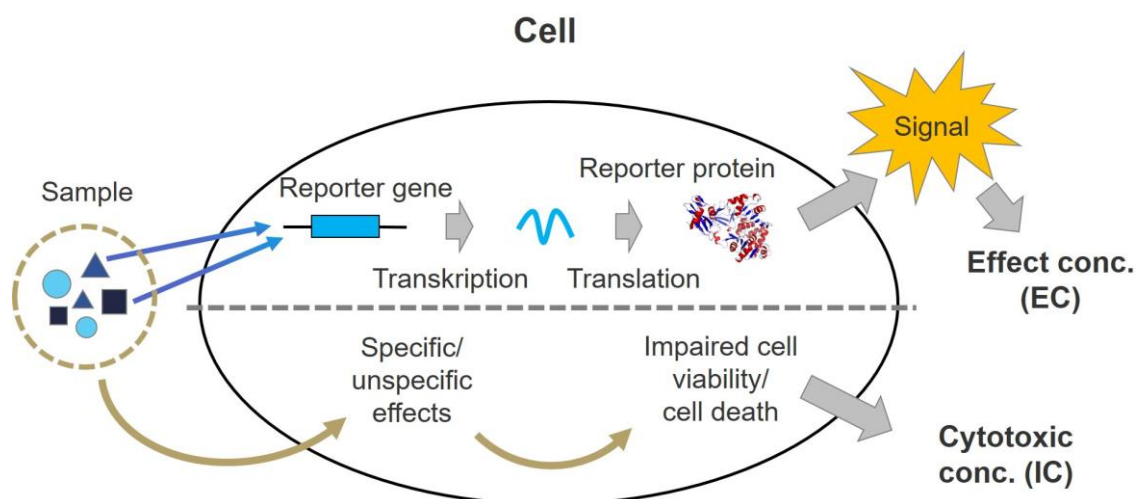 Cell
Signal
Sample
Reporter gene
Reporter protein
Transkription
Translation
Effect conc.
(EC)
Specific/
unspecific
effects
Impaired cell
viability/
cell death
Cytotoxic
conc. (IC)